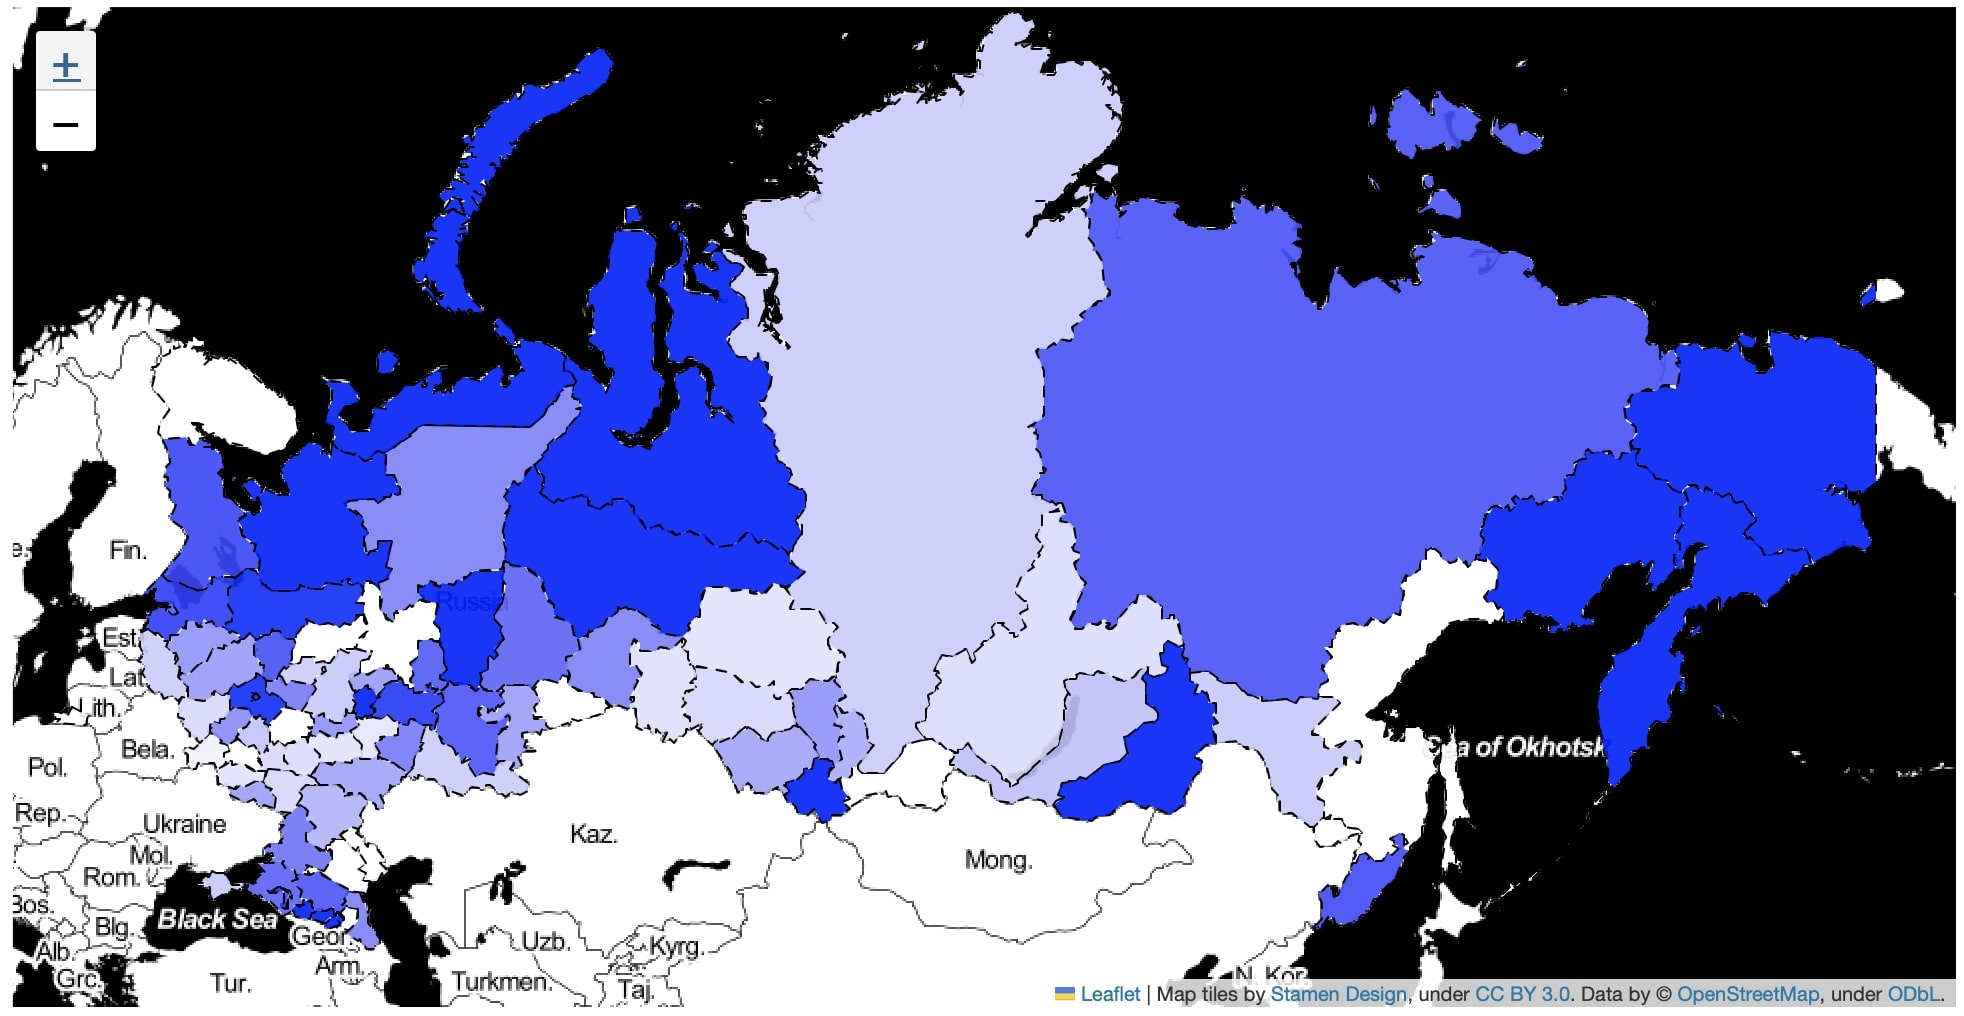 +
−
Russia
Fin.
Est.
Lat.
Lith.
Bela.
Pol.
Sea of Okhotsk
Rep.
Ukraine
Kaz.
Mol.
Mong.
Rom.
Bos.
Black Sea
Blg.
Geor.
Uzb.
Kyrg.
Alb.
Arm.
Grc.
Tur.
Turkmen.
Taj.
N. Kor.
Leaflet | Map tiles by Stamen Design, under CC BY 3.0. Data by © OpenStreetMap, under ODbL.